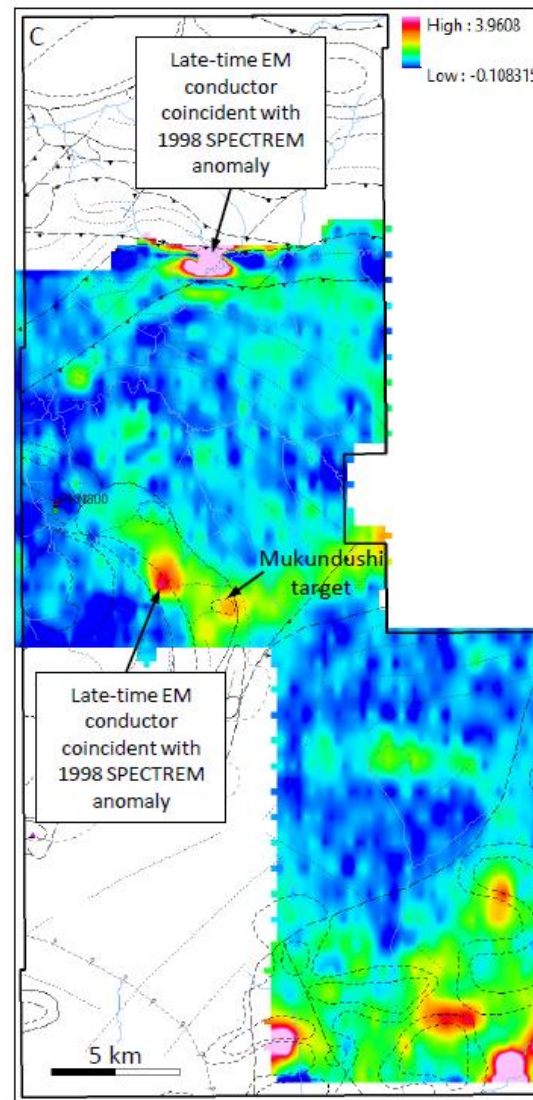 C
High : 3.9608
Low : -0.108315
Late-time EM
conductor
coincident with
1998 SPECTREM
anomaly
Mukundushi
target
Late-time EM
conductor
coincident with
1998 SPECTREM
anomaly
5 km